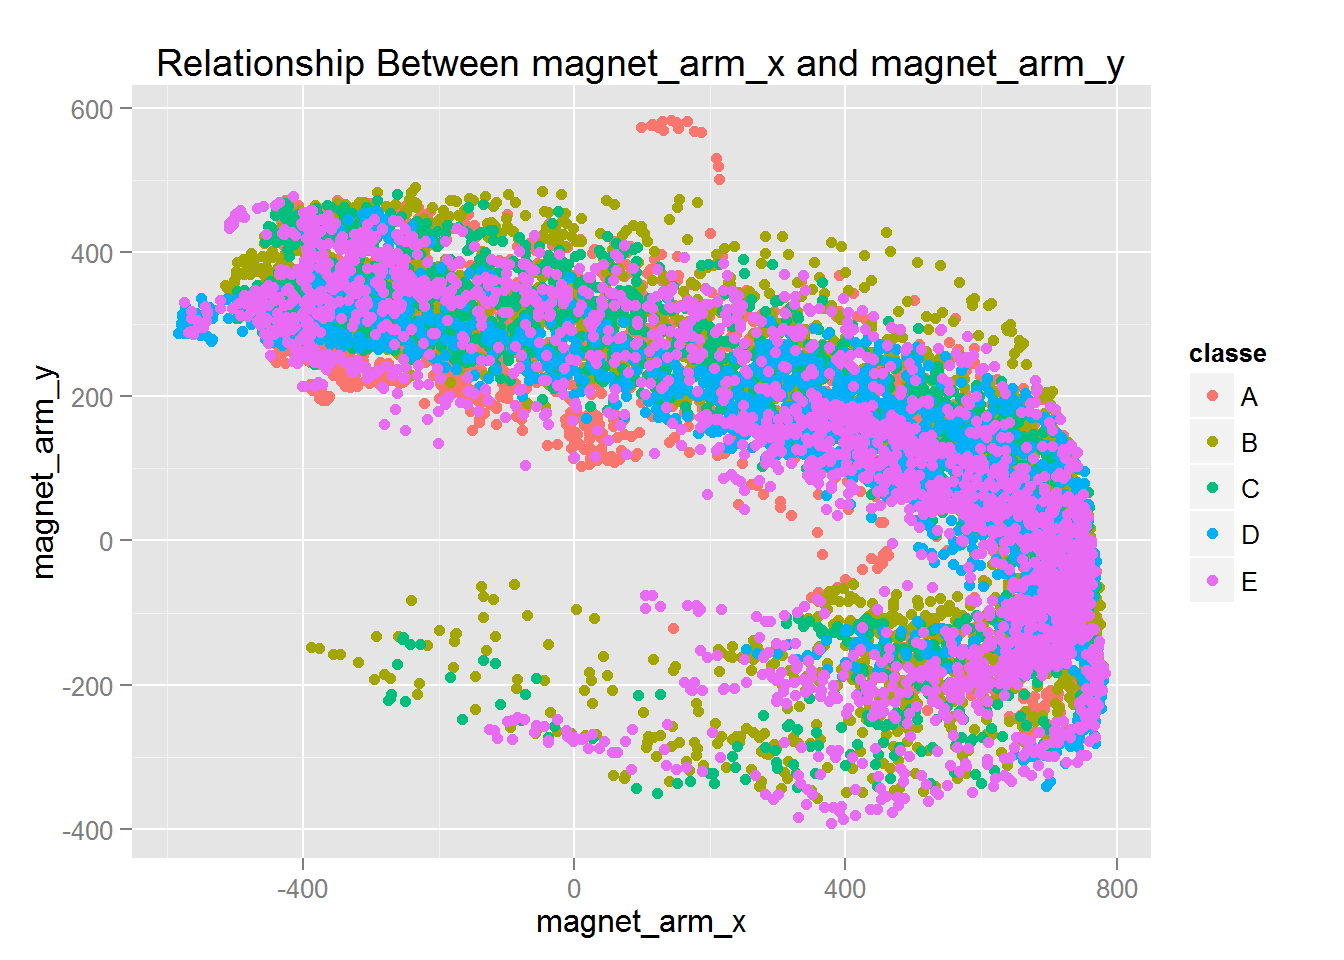 Relationship Between magnet_arm_x and magnet_arm_y
600
400
200
0
-200
-400
magnet_arm_y
-400
0
400
800
magnet_arm_x
classe
A
B
C
D
E